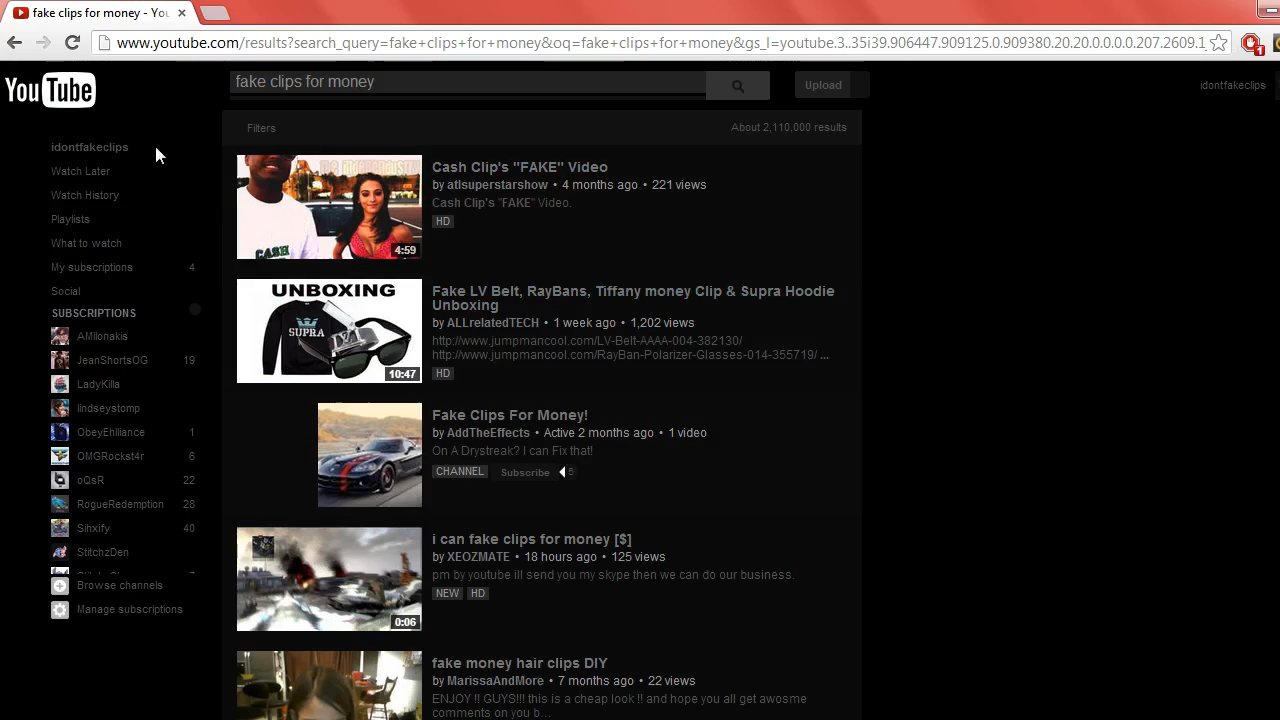 fake clips for money - You
www.youtube.com/results?search_query=fake+clips+for+money&oq=fake+clips+for+money&gs_l=youtube.3..35i39.906447.909125.0.909380.20.20.0.0.0.0.207.2609.1
1
YouTube
fake clips for money
Upload
idontfakeclips
idontfakeclips
Watch Later
Watch History
Playlists
What to watch
My subscriptions 4
Social
SUBSCRIPTIONS
AMilonakis
JeanShortsOG 19
LadyKilla
lindseystomp
ObeyEhlliance 1
OMGRockst4r 6
oQsR 22
RogueRedemption 28
Sihxify 40
StitchzDen
Browse channels
Manage subscriptions
Filters
About 2,110,000 results
CASH
4:59
Cash Clip's "FAKE" Video
by atlsuperstarshow • 4 months ago • 221 views
Cash Clip's "FAKE" Video.
HD
UNBOXING
SUPRA
10:47
Fake LV Belt, RayBans, Tiffany money Clip & Supra Hoodie
Unboxing
by ALLrelatedTECH • 1 week ago • 1,202 views
http://www.jumpmancool.com/LV-Belt-AAAA-004-382130/
http://www.jumpmancool.com/RayBan-Polarizer-Glasses-014-355719/ ...
HD
Fake Clips For Money!
by AddTheEffects • Active 2 months ago • 1 video
On A Drystreak? I can Fix that!
CHANNEL Subscribe
0:06
i can fake clips for money [$]
by XEOZMATE • 18 hours ago • 125 views
pm by youtube ill send you my skype then we can do our business.
NEW HD
fake money hair clips DIY
by MarissaAndMore • 7 months ago • 22 views
ENJOY !! GUYS!!! this is a cheap look !! and hope you all get awosme
comments on you b...